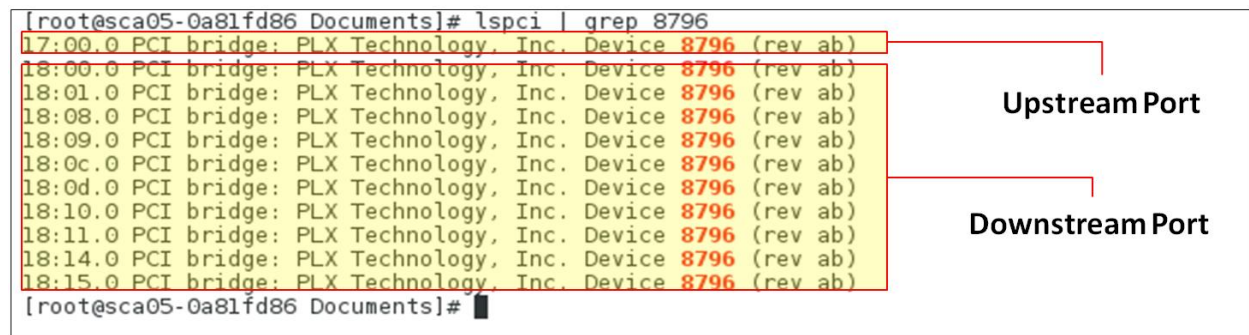 [root@sca05-0a81fd86 Documents]# lspci | grep 8796
17:00.0 PCI bridge: PLX Technology, Inc. Device 8796 (rev ab)
18:00.0 PCI bridge: PLX Technology, Inc. Device 8796 (rev ab)
18:01.0 PCI bridge: PLX Technology, Inc. Device 8796 (rev ab)
18:08.0 PCI bridge: PLX Technology, Inc. Device 8796 (rev ab)
18:09.0 PCI bridge: PLX Technology, Inc. Device 8796 (rev ab)
18:0c.0 PCI bridge: PLX Technology, Inc. Device 8796 (rev ab)
18:0d.0 PCI bridge: PLX Technology, Inc. Device 8796 (rev ab)
18:10.0 PCI bridge: PLX Technology, Inc. Device 8796 (rev ab)
18:11.0 PCI bridge: PLX Technology, Inc. Device 8796 (rev ab)
18:14.0 PCI bridge: PLX Technology, Inc. Device 8796 (rev ab)
18:15.0 PCI bridge: PLX Technology, Inc. Device 8796 (rev ab)
[root@sca05-0a81fd86 Documents]#
Upstream Port
Downstream Port